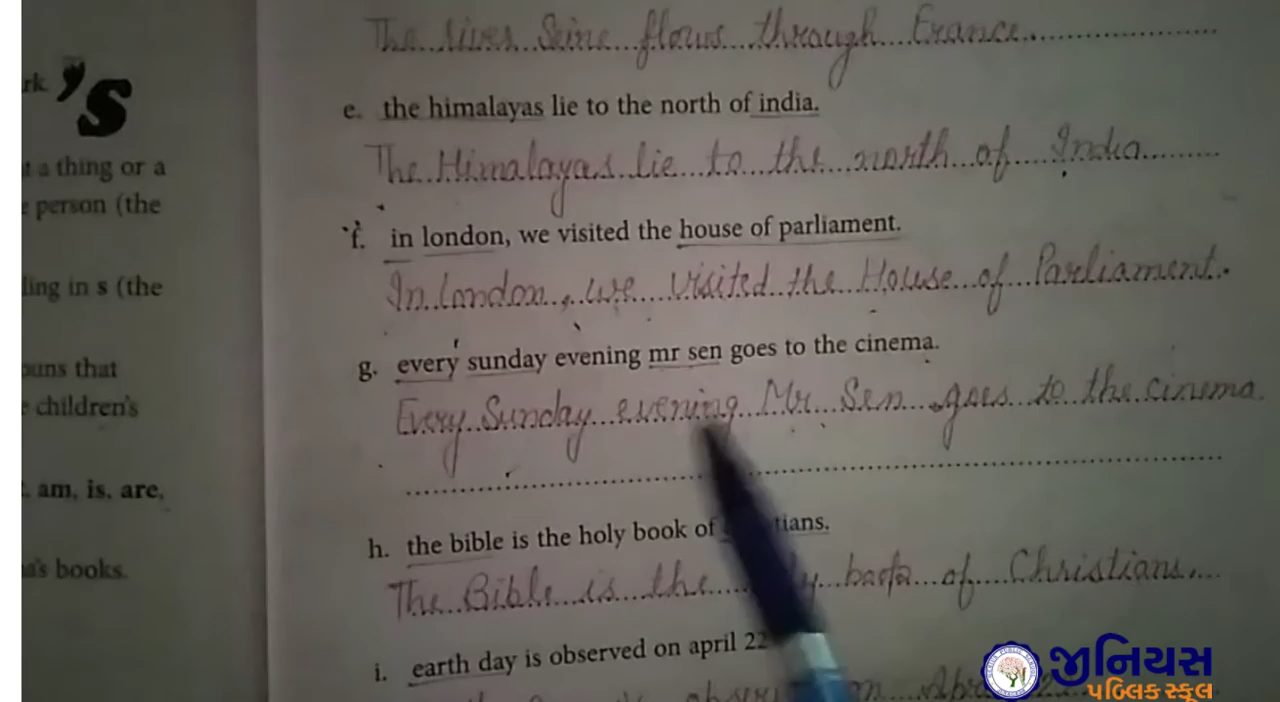 The river Seine flows through France
rk 's
e. the himalayas lie to the north of india.
t a thing or a
The Himalayas lie to the north of India
person (the
f. in london, we visited the house of parliament.
ling in s (the
In London, we visited the House of Parliament.
g. every sunday evening mr sen goes to the cinema.
ouns that
children's
Every Sunday evening Mr. Sen goes to the cinema.
am, is, are,
h. the bible is the holy book of tians.
a's books.
The Bible is the book of Christians.
i. earth day is observed on april 22
જીનિયસ
પબ્લિક સ્કૂલ